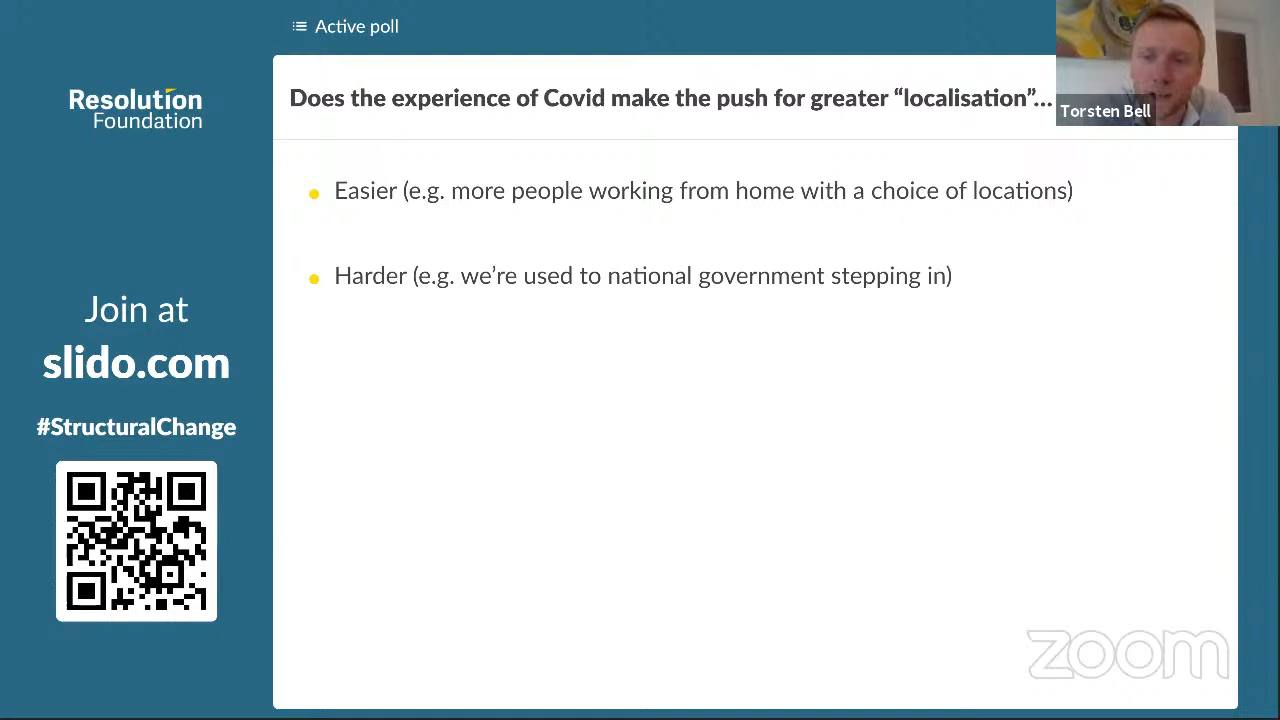 Active poll
Resolution
Foundation
Does the experience of Covid make the push for greater “localisation”...
Torsten Bell
Easier (e.g. more people working from home with a choice of locations)
Harder (e.g. we’re used to national government stepping in)
Join at
slido.com
#StructuralChange
zoom